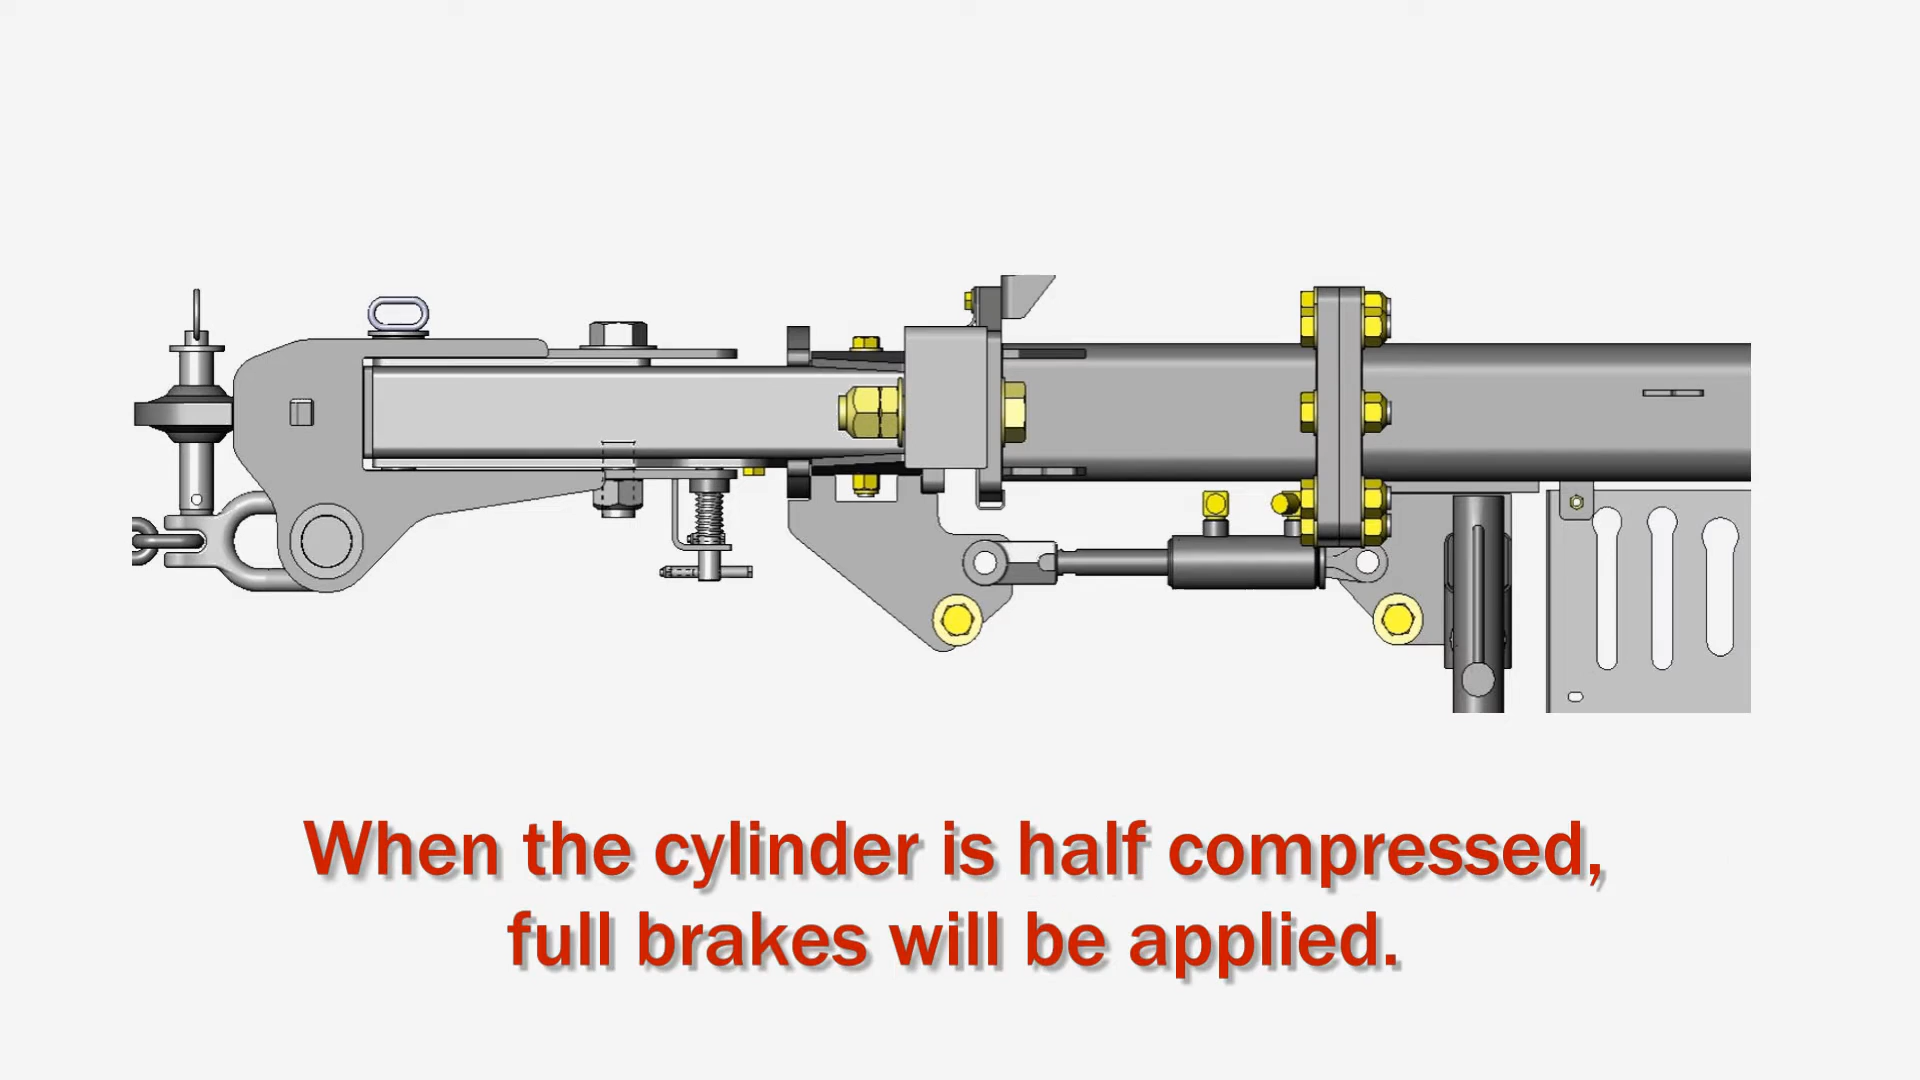 When the cylinder is half compressed,
full brakes will be applied.